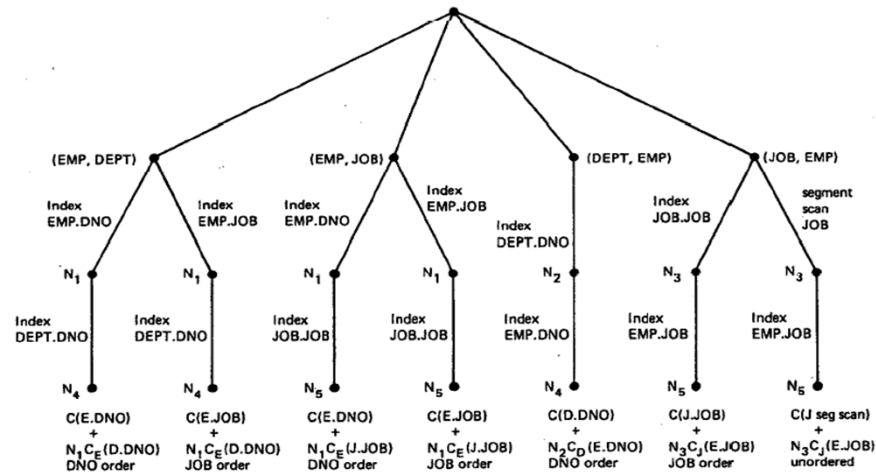 (EMP, DEPT)
(EMP, JOB)
(DEPT, EMP)
(JOB, EMP)
Index
EMP.DNO
Index
EMP.JOB
Index
EMP.DNO
Index
EMP.JOB
Index
DEPT.DNO
Index
JOB.JOB
segment
scan
JOB
N1
N1
N1
N1
N2
N3
N3
Index
DEPT.DNO
Index
DEPT.DNO
Index
JOB.JOB
Index
JOB.JOB
Index
EMP.DNO
Index
EMP.JOB
Index
EMP.JOB
N4
N4
N5
N5
N4
N5
N5
C(E.DNO)
+
N1CE(D.DNO)
DNO order
C(E.JOB)
+
N1CE(D.DNO)
JOB order
C(E.DNO)
+
N1CE(J.JOB)
DNO order
C(E.JOB)
+
N1CE(J.JOB)
JOB order
C(D.DNO)
+
N2CD(E.DNO)
DNO order
C(J.JOB)
+
N3CJ(E.JOB)
JOB order
C(J seg scan)
+
N3CJ(E.JOB)
unordered